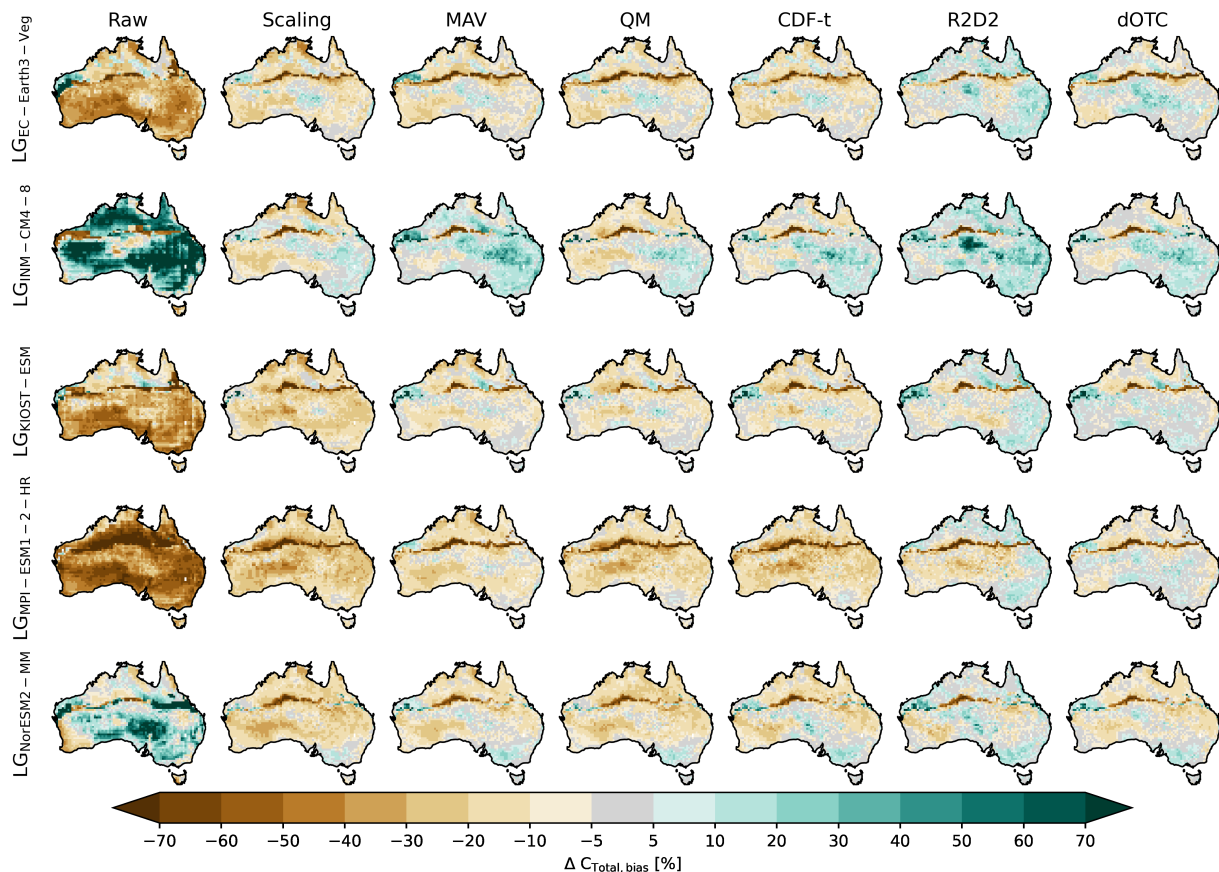 Raw Scaling MAV QM CDF-t R2D2 dOTC
LG_EC−Earth3−Veg
LG_INM−CM4−8
LG_KIOST−ESM
LG_MPI−ESM1−2−HR
LG_NorESM2−MM
−70 −60 −50 −40 −30 −20 −10 −5 5 10 20 30 40 50 60 70
Δ C_Total, bias [%]